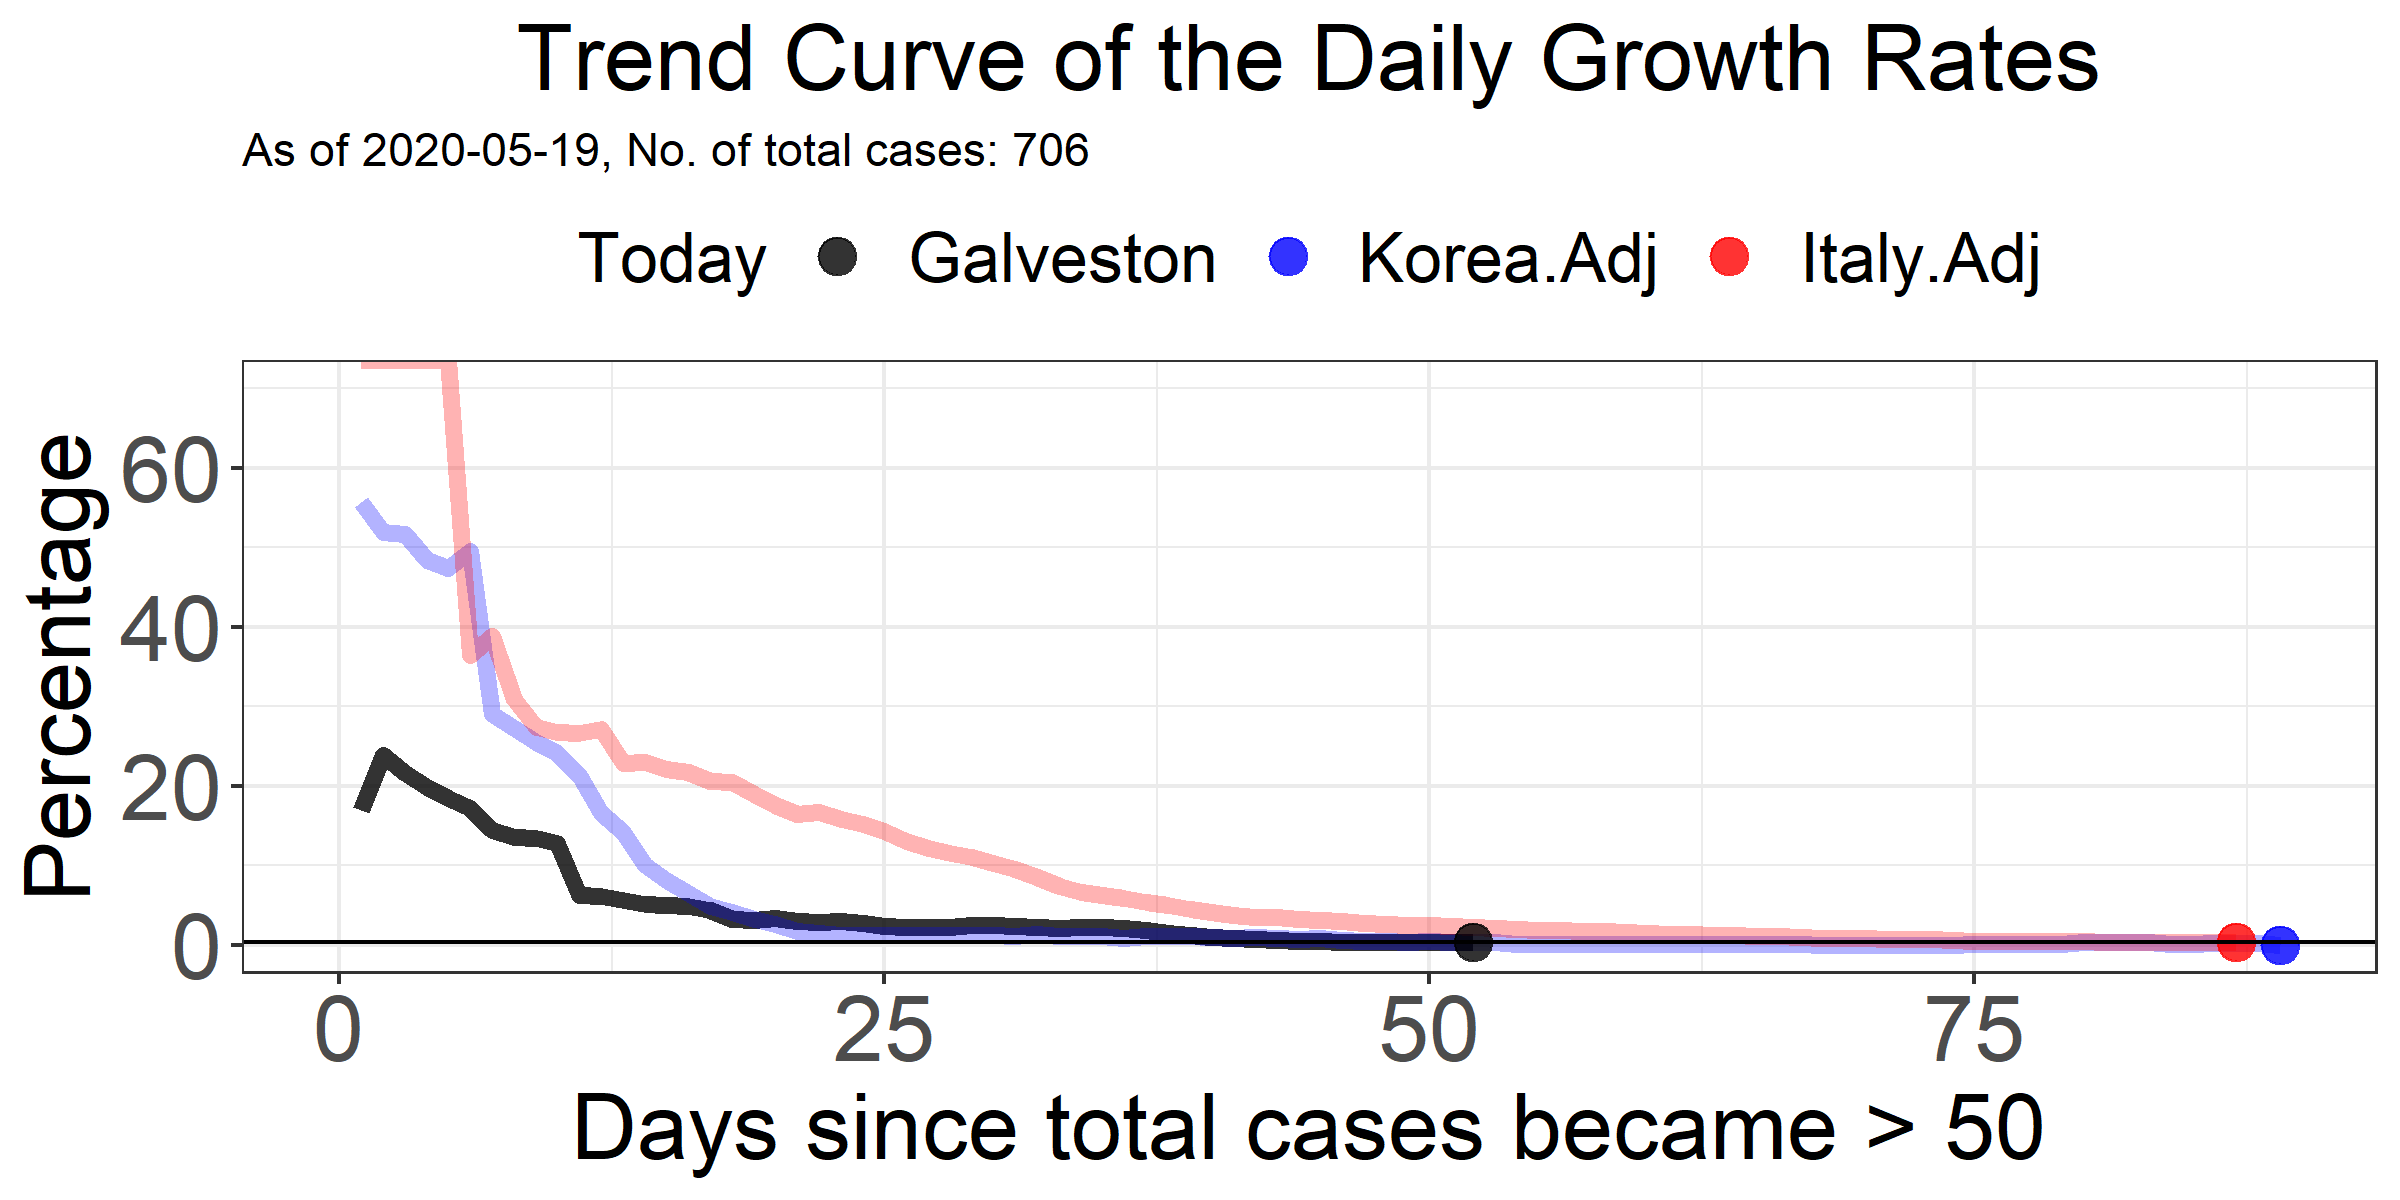 Trend Curve of the Daily Growth Rates
As of 2020-05-19, No. of total cases: 706
Today Galveston Korea.Adj Italy.Adj
Percentage
60
40
20
0
0 25 50 75
Days since total cases became > 50